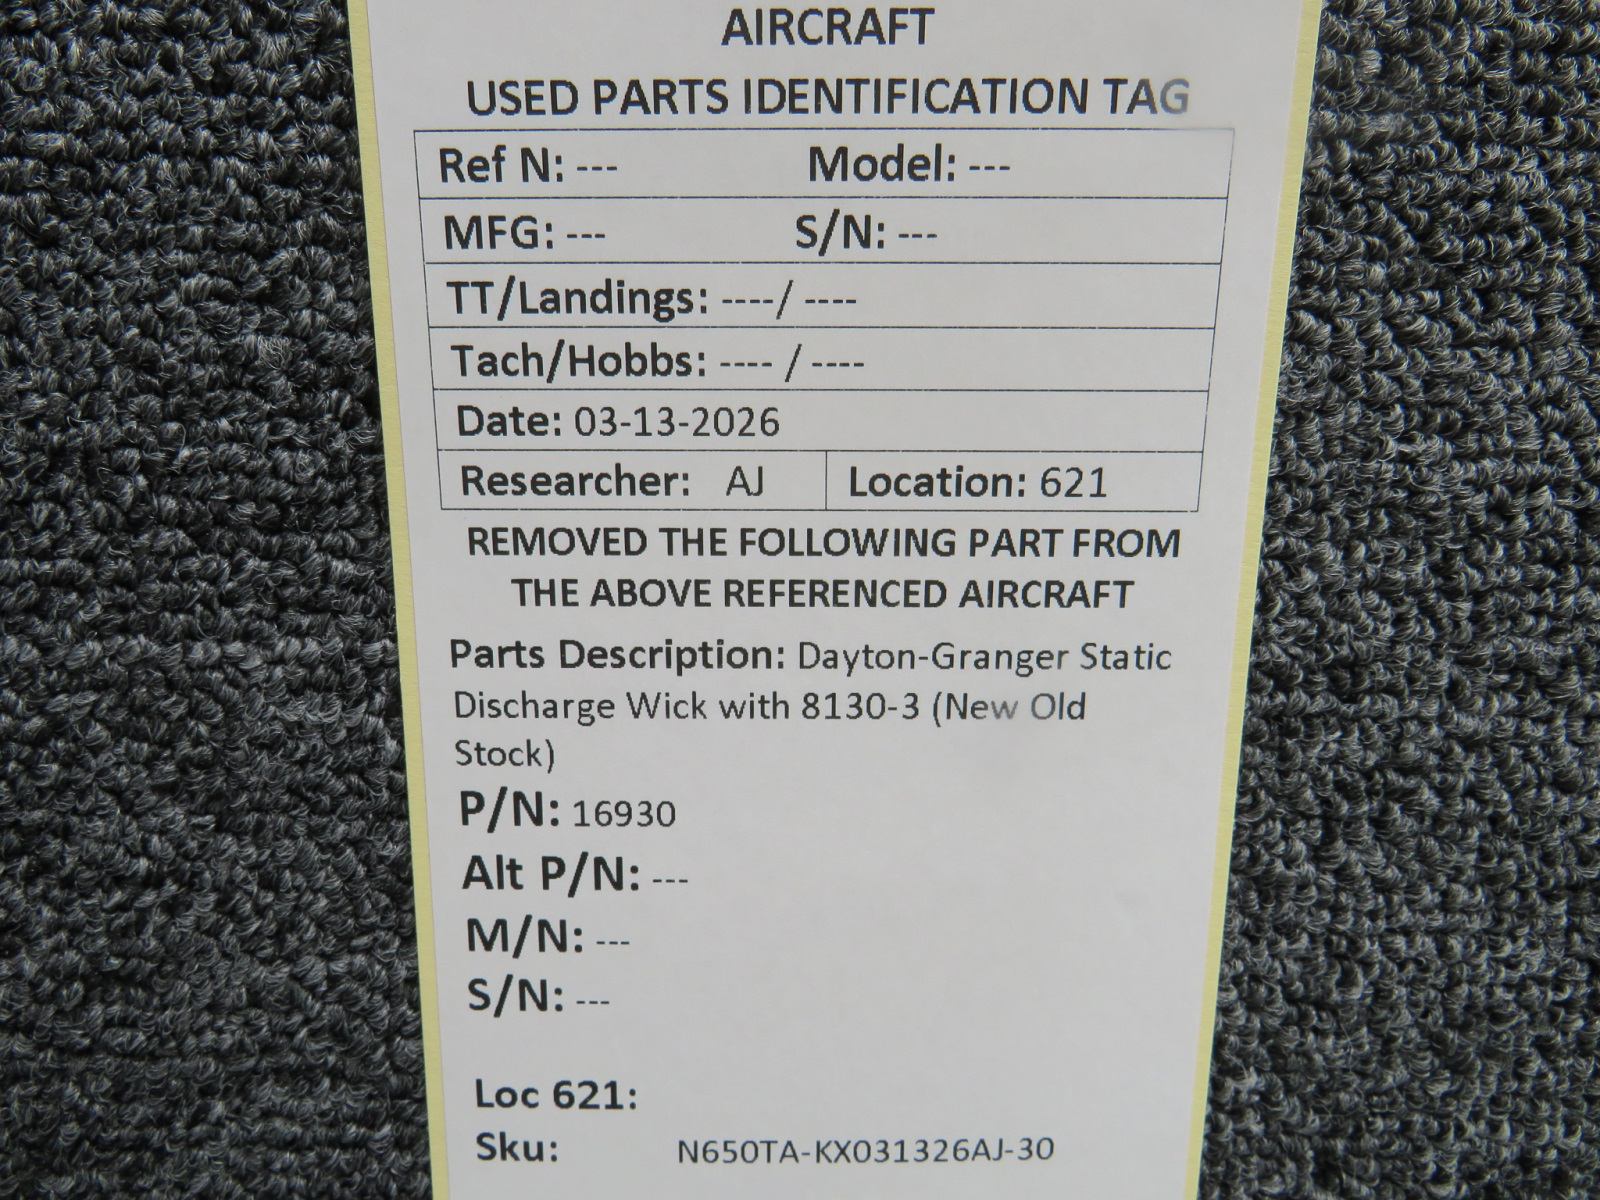 AIRCRAFT
USED PARTS IDENTIFICATION TAG
Ref N: --- Model: ---
MFG: --- S/N: ---
TT/Landings: ----/ ----
Tach/Hobbs: ---- / ----
Date: 03-13-2026
Researcher: AJ Location: 621
REMOVED THE FOLLOWING PART FROM
THE ABOVE REFERENCED AIRCRAFT
Parts Description: Dayton-Granger Static
Discharge Wick with 8130-3 (New Old
Stock)
P/N: 16930
Alt P/N: ---
M/N: ---
S/N: ---
Loc 621:
Sku: N650TA-KX031326AJ-30